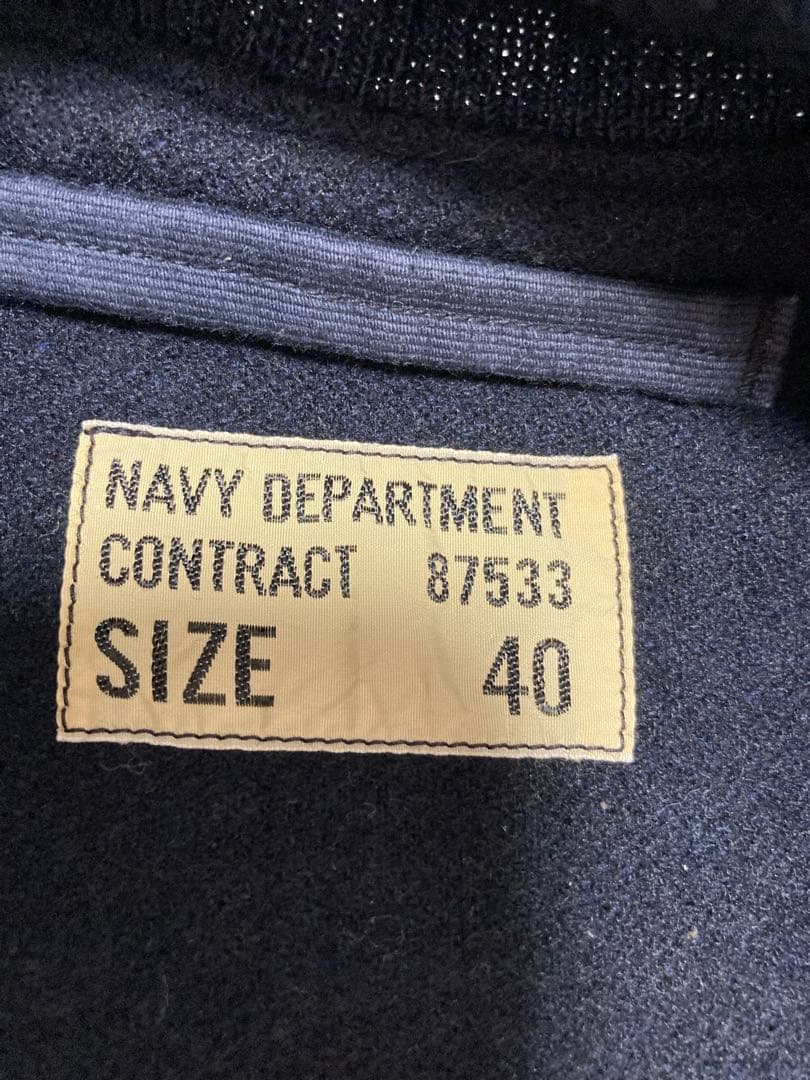 NAVY DEPARTMENT
CONTRACT 87533
SIZE 40